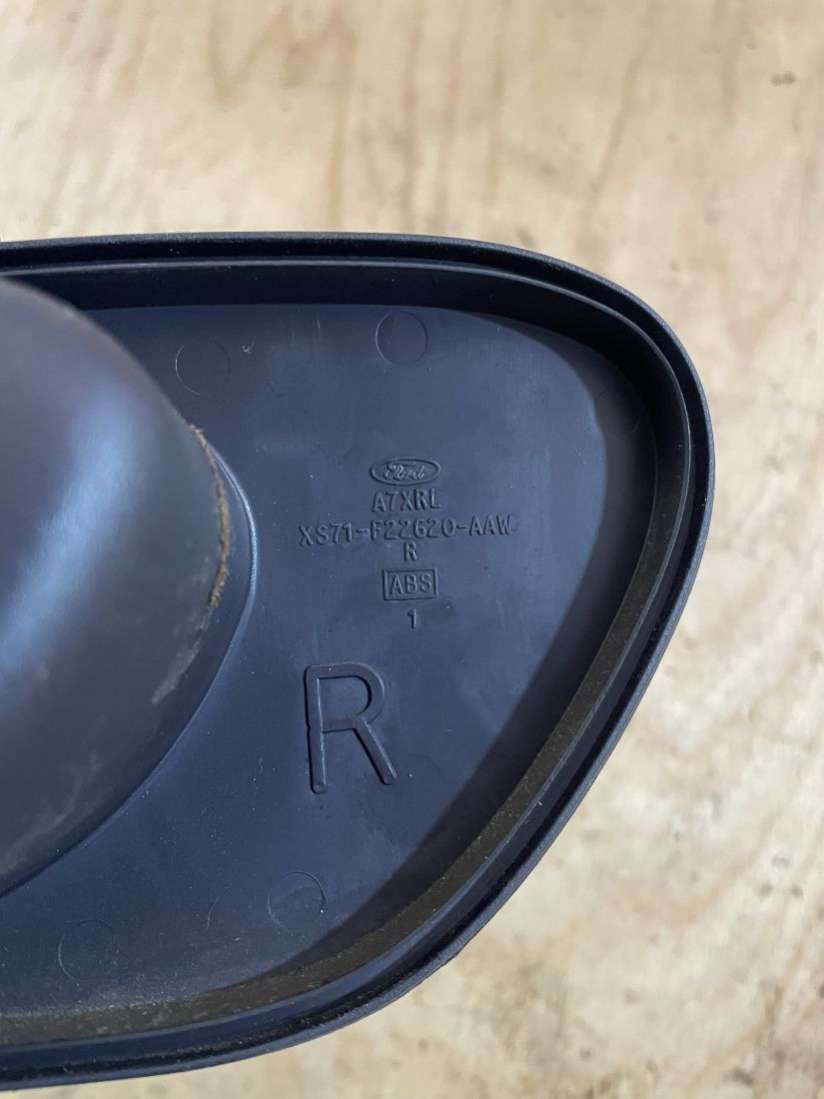 Ford
A7XRL
XS71-F22620-AAW
R
ABS
1
R